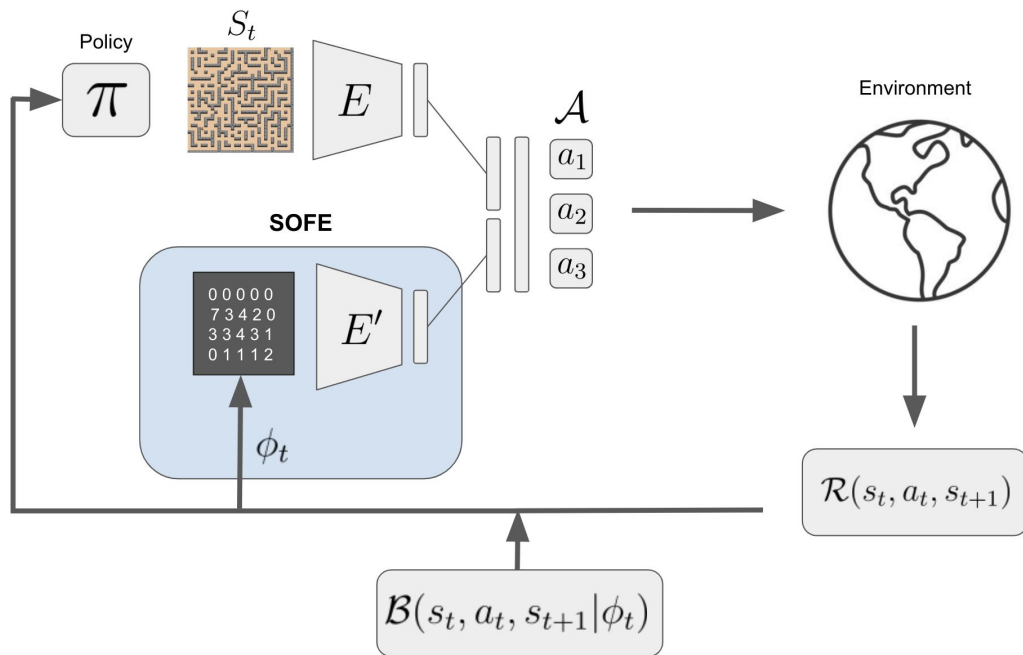 Policy
π
S_t
E
𝒜
a_1
a_2
a_3
Environment
SOFE
0 0 0 0 0
7 3 4 2 0
3 3 4 3 1
0 1 1 1 2
E'
ϕ_t
ℛ(s_t, a_t, s_{t+1})
ℬ(s_t, a_t, s_{t+1}|ϕ_t)